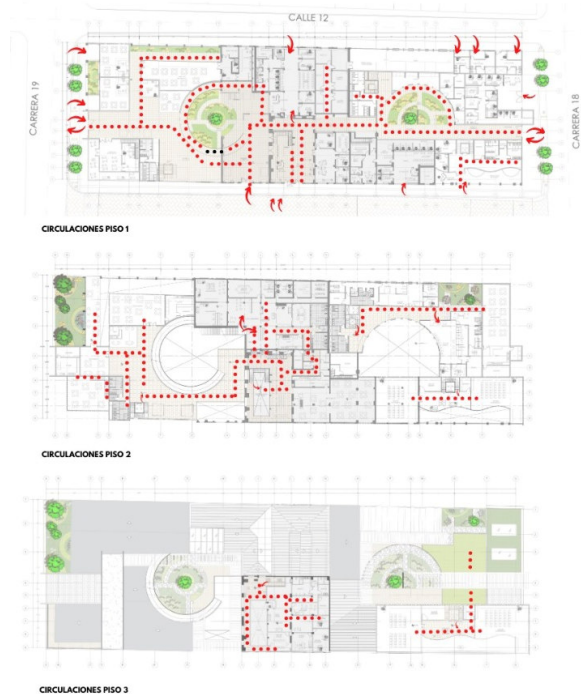 CALLE 12
CARRERA 19
CARRERA 18
CIRCULACIONES PISO 1
CIRCULACIONES PISO 2
CIRCULACIONES PISO 3